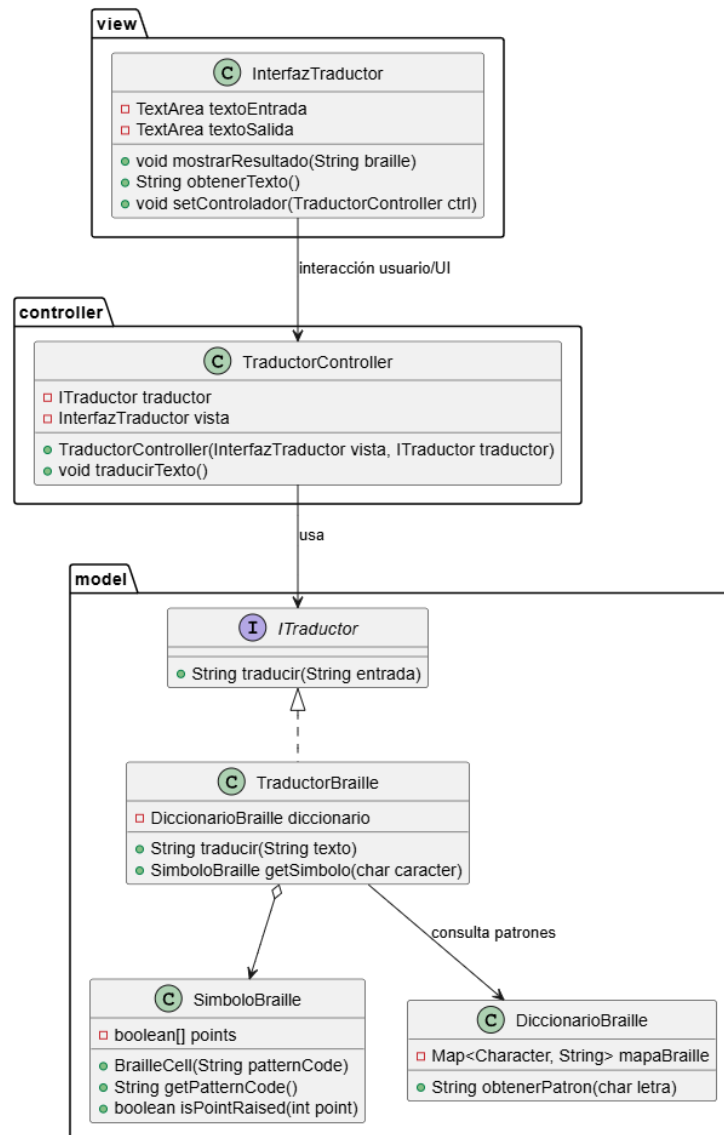 view
C InterfazTraductor
TextArea textoEntrada
TextArea textoSalida
void mostrarResultado(String braille)
String obtenerTexto()
void setControlador(TraductorController ctrl)
interacción usuario/UI
controller
C TraductorController
ITraductor traductor
InterfazTraductor vista
TraductorController(InterfazTraductor vista, ITraductor traductor)
void traducirTexto()
usa
model
I ITraductor
String traducir(String entrada)
C TraductorBraille
DiccionarioBraille diccionario
String traducir(String texto)
SimboloBraille getSimbolo(char caracter)
consulta patrones
C SimboloBraille
boolean[] points
BrailleCell(String patternCode)
String getPatternCode()
boolean isPointRaised(int point)
C DiccionarioBraille
Map<Character, String> mapaBraille
String obtenerPatron(char letra)